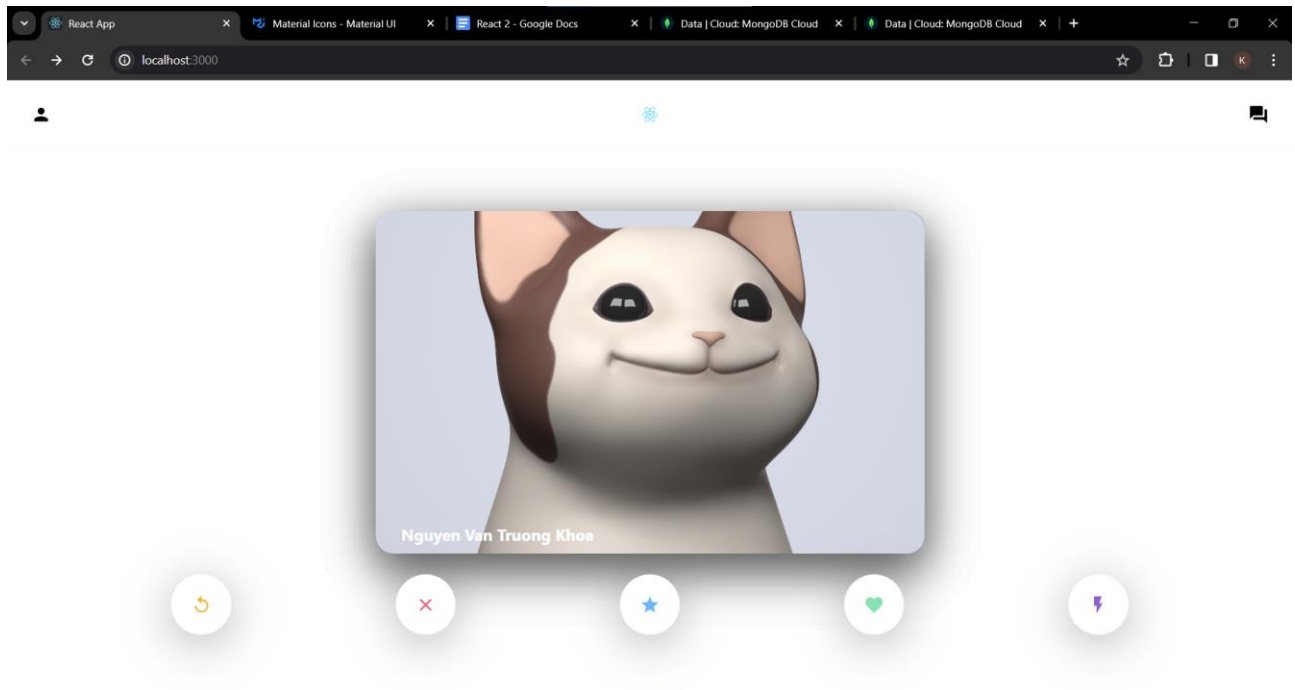 React App
Material Icons - Material UI
React 2 - Google Docs
Data | Cloud: MongoDB Cloud
Data | Cloud: MongoDB Cloud
localhost:3000
K
Nguyen Van Truong Khoa